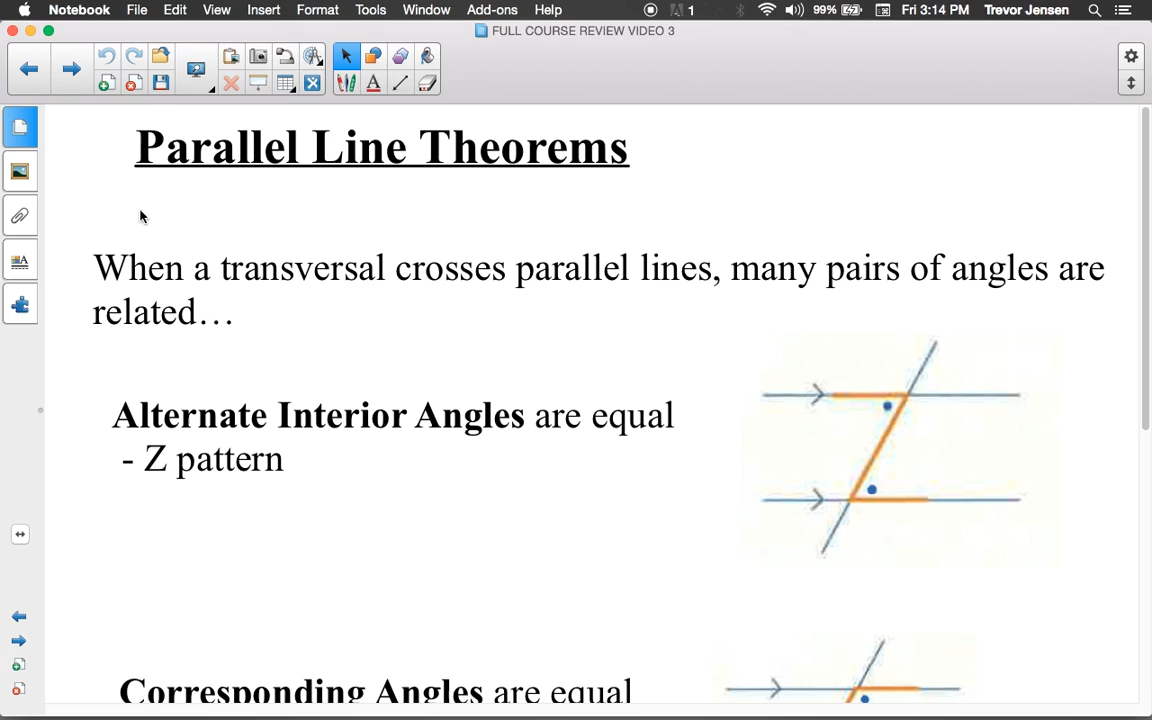 Notebook File Edit View Insert Format Tools Window Add-ons Help 1 99% Fri 3:14 PM Trevor Jensen
FULL COURSE REVIEW VIDEO 3
Parallel Line Theorems
When a transversal crosses parallel lines, many pairs of angles are
related…
Alternate Interior Angles are equal
- Z pattern
Corresponding Angles are equal